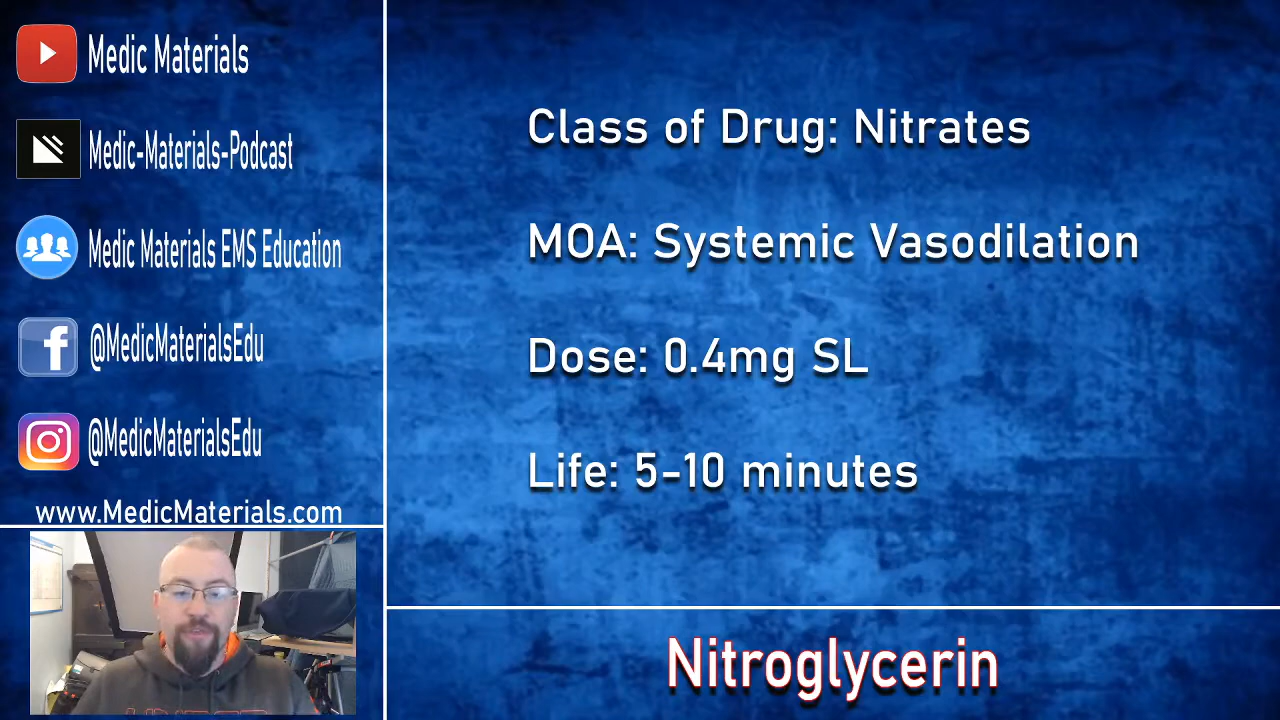 Medic Materials
Medic-Materials-Podcast
Medic Materials EMS Education
@MedicMaterialsEdu
@MedicMaterialsEdu
www.MedicMaterials.com
Class of Drug: Nitrates
MOA: Systemic Vasodilation
Dose: 0.4mg SL
Life: 5-10 minutes
Nitroglycerin